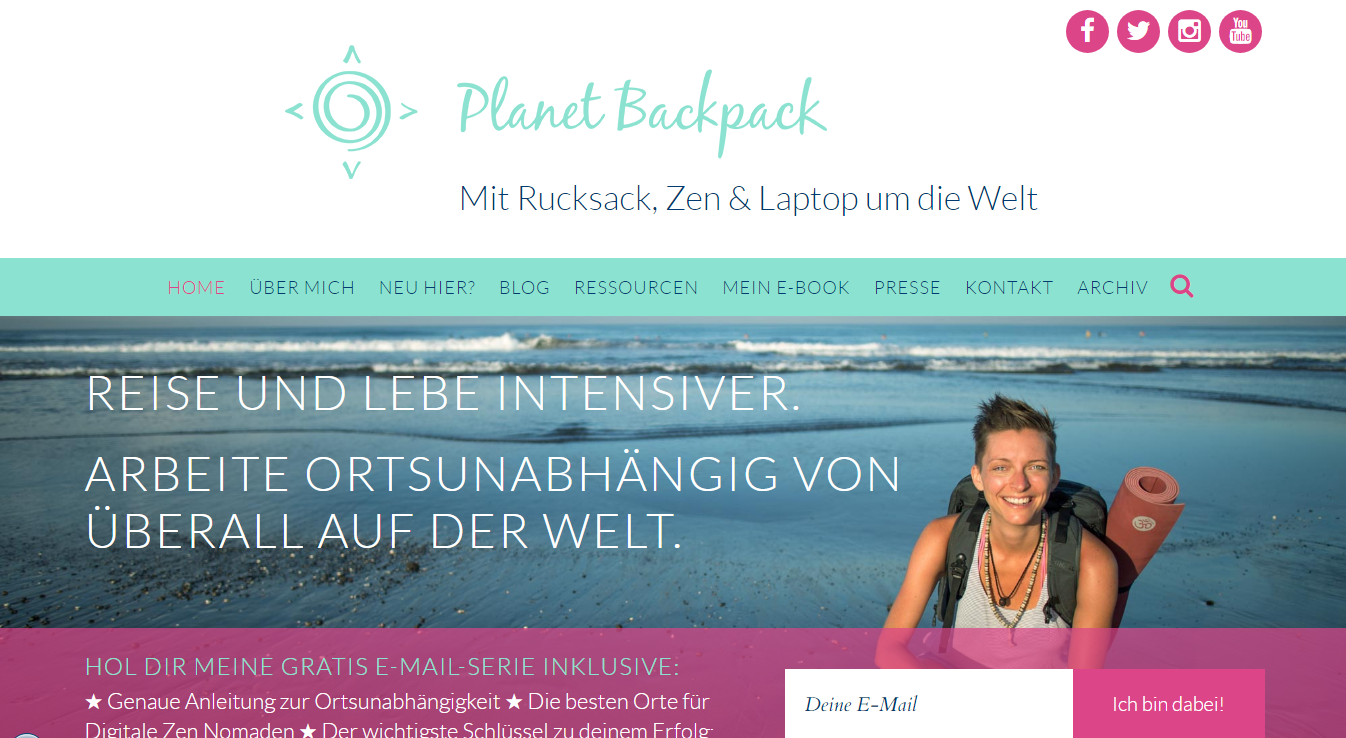 You
Tube
Planet Backpack
Mit Rucksack, Zen & Laptop um die Welt
HOME ÜBER MICH NEU HIER? BLOG RESSOURCEN MEIN E-BOOK PRESSE KONTAKT ARCHIV
REISE UND LEBE INTENSIVER.
ARBEITE ORTSUNABHÄNGIG VON
ÜBERALL AUF DER WELT.
HOL DIR MEINE GRATIS E-MAIL-SERIE INKLUSIVE:
★ Genaue Anleitung zur Ortsunabhängigkeit ★ Die besten Orte für
Digitale Zen Nomaden ★ Der wichtigste Schlüssel zu deinem Erfolg:
Deine E-Mail
Ich bin dabei!